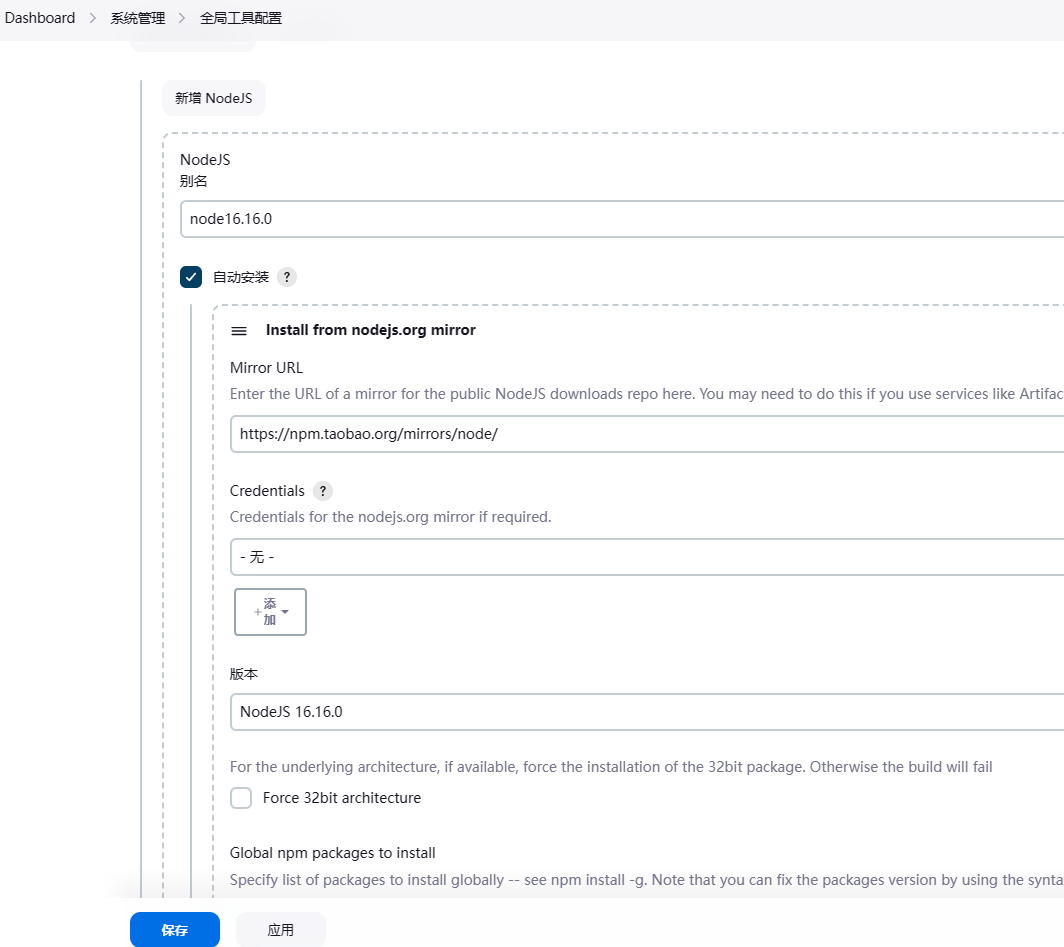 Dashboard > 系统管理 > 全局工具配置
新增 NodeJS
NodeJS
别名
node16.16.0
自动安装 ?
Install from nodejs.org mirror
Mirror URL
Enter the URL of a mirror for the public NodeJS downloads repo here. You may need to do this if you use services like Artifac
https://npm.taobao.org/mirrors/node/
Credentials ?
Credentials for the nodejs.org mirror if required.
- 无 -
+ 添
加
版本
NodeJS 16.16.0
For the underlying architecture, if available, force the installation of the 32bit package. Otherwise the build will fail
Force 32bit architecture
Global npm packages to install
Specify list of packages to install globally -- see npm install -g. Note that you can fix the packages version by using the synta
保存 应用